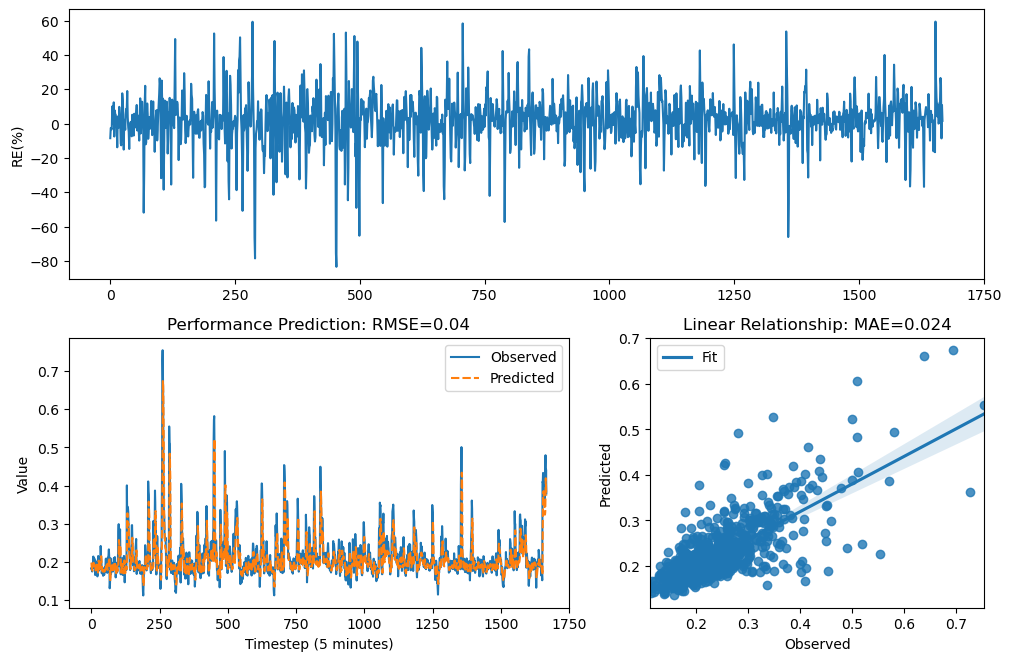 60
40
20
0
−20
−40
−60
−80
RE(%)
0 250 500 750 1000 1250 1500 1750
Performance Prediction: RMSE=0.04
Observed
Predicted
0.7
0.6
0.5
0.4
0.3
0.2
0.1
Value
0 250 500 750 1000 1250 1500 1750
Timestep (5 minutes)
Linear Relationship: MAE=0.024
Fit
0.7
0.6
0.5
0.4
0.3
0.2
Predicted
0.2 0.3 0.4 0.5 0.6 0.7
Observed